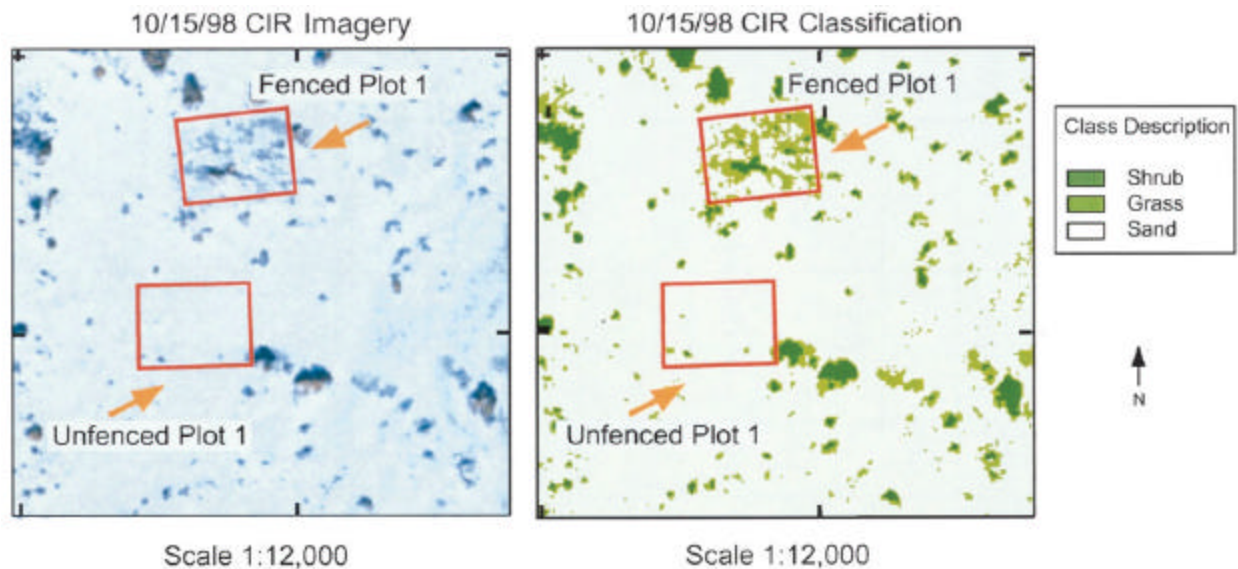 10/15/98 CIR Imagery
10/15/98 CIR Classification
Fenced Plot 1
Fenced Plot 1
Class Description
Shrub
Grass
Sand
Unfenced Plot 1
Unfenced Plot 1
N
Scale 1:12,000
Scale 1:12,000